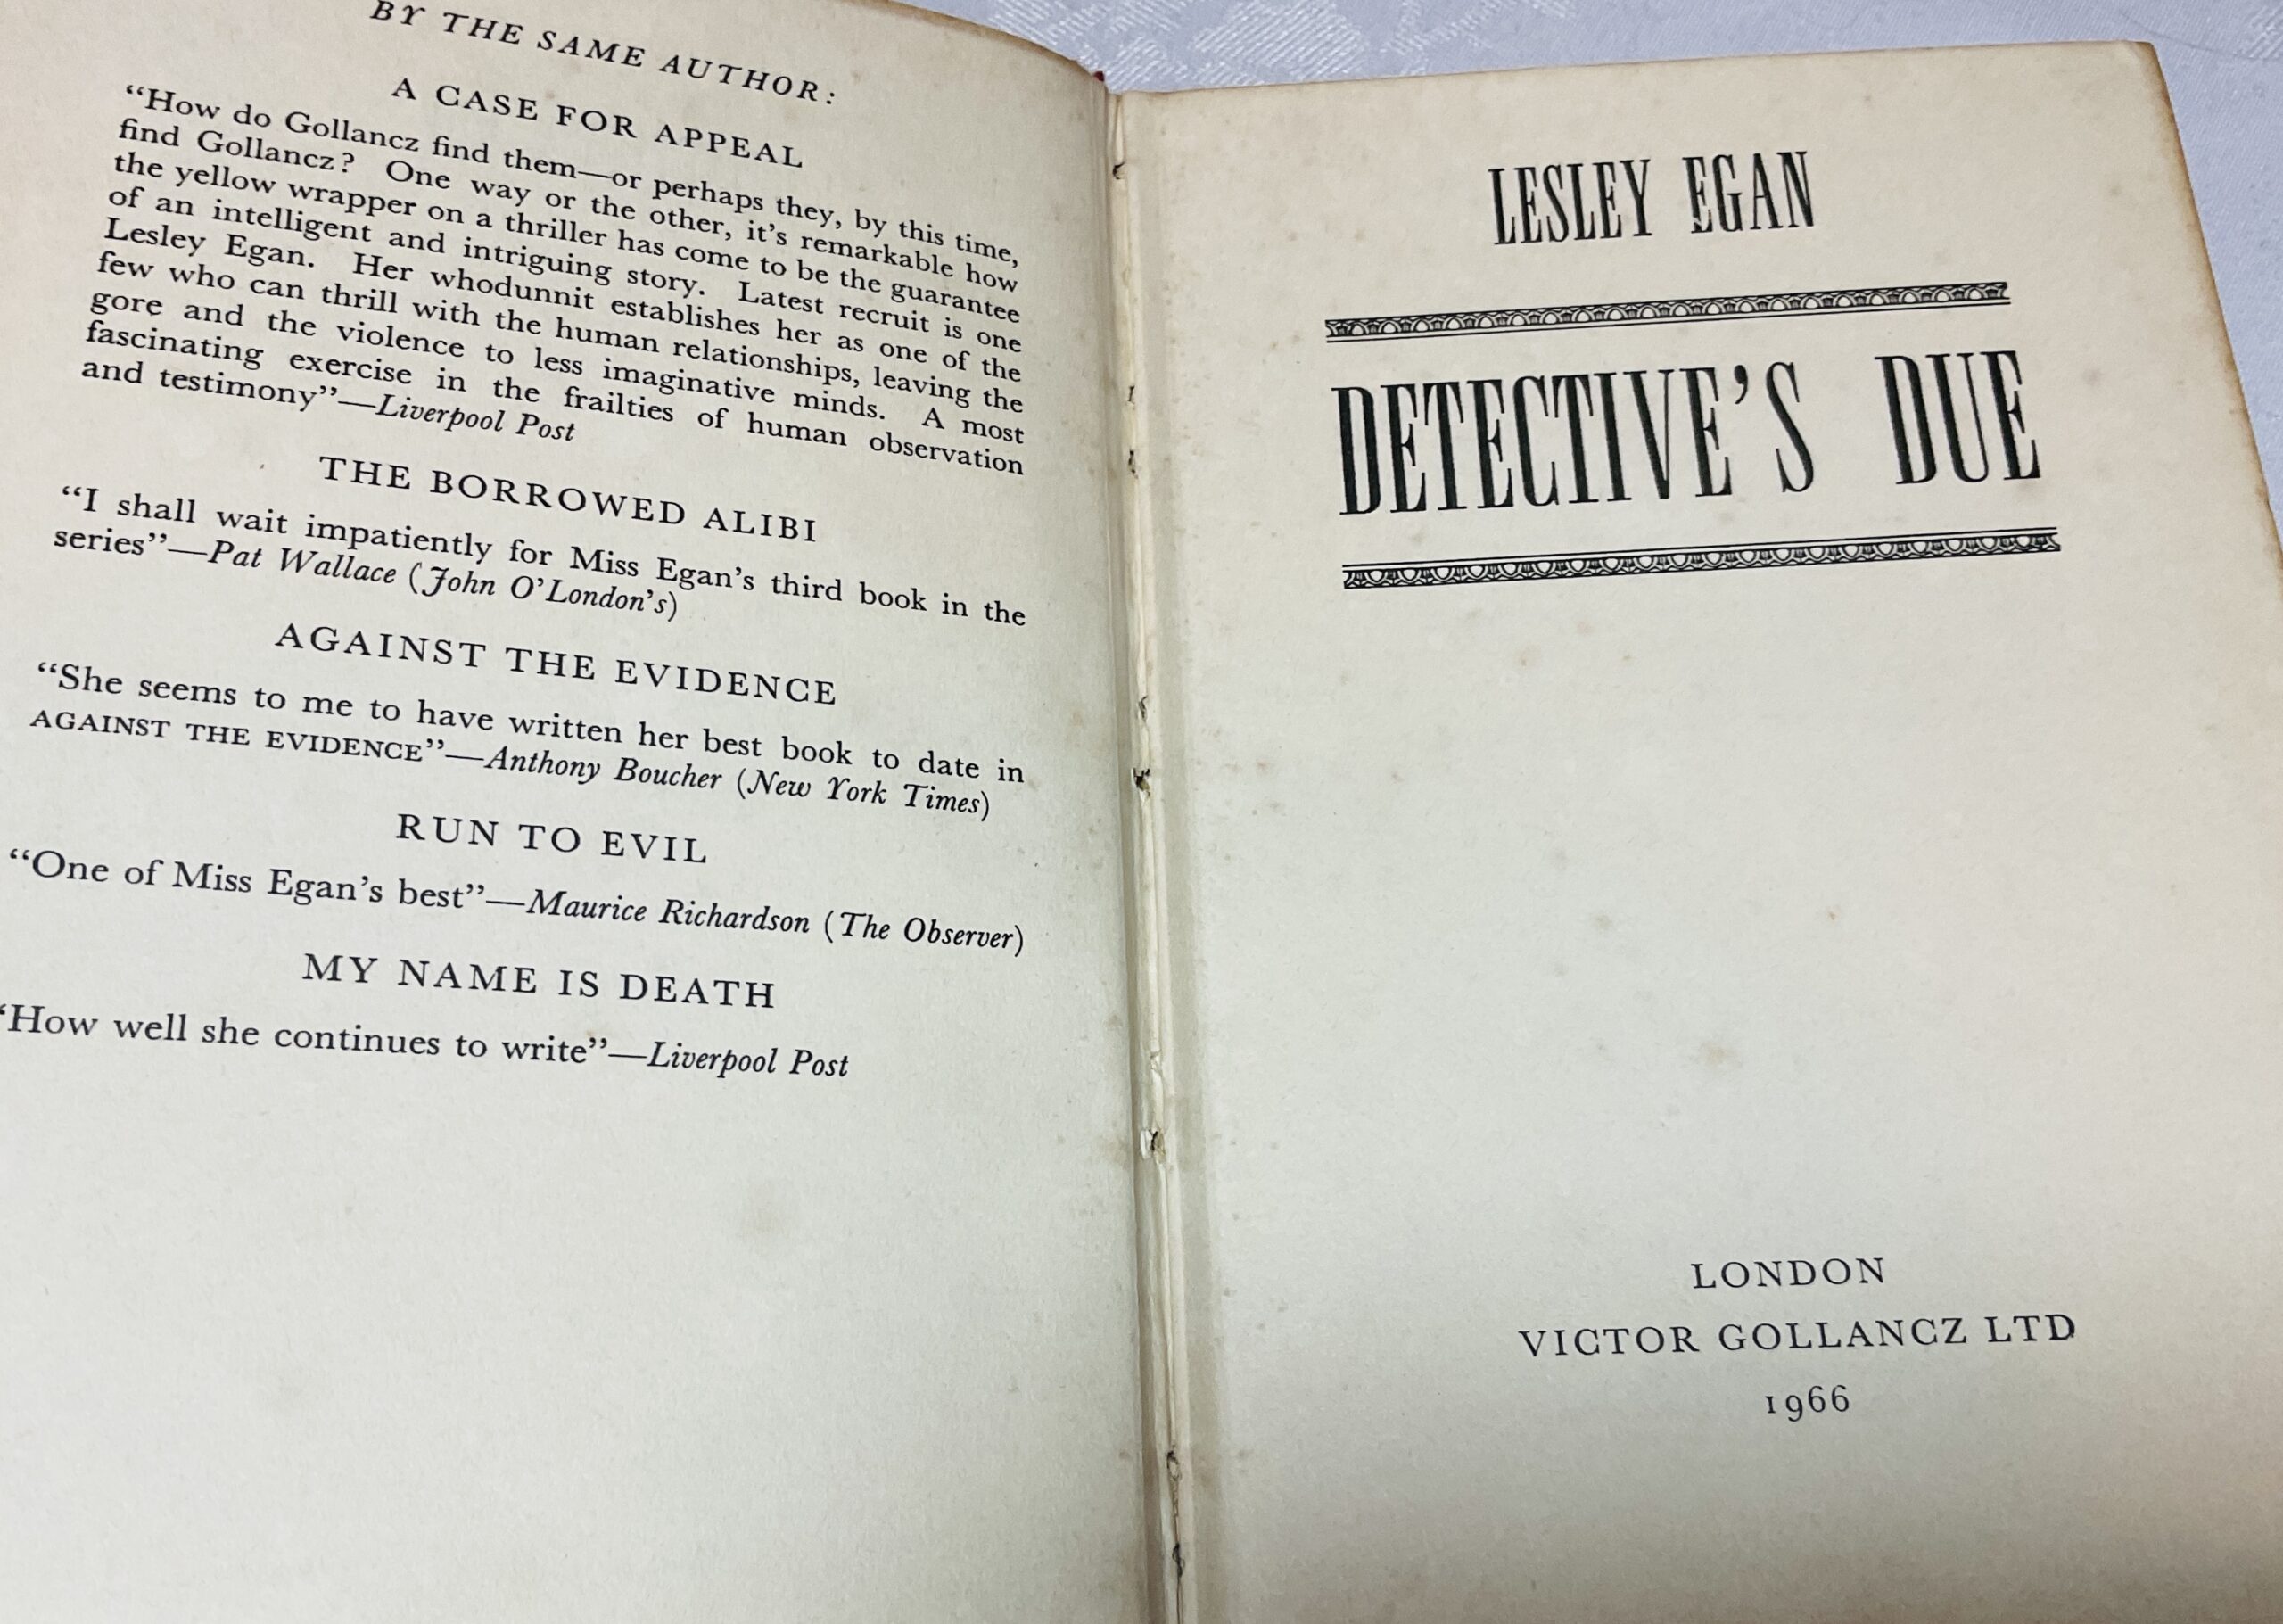 BY THE SAME AUTHOR:
A CASE FOR APPEAL
“How do Gollancz find them—or perhaps they, by this time,
find Gollancz? One way or the other, it’s remarkable how
the yellow wrapper on a thriller has come to be the guarantee
of an intelligent and intriguing story. Latest recruit is one
Lesley Egan. Her whodunnit establishes her as one of the
few who can thrill with the human relationships, leaving the
gore and the violence to less imaginative minds. A most
fascinating exercise in the frailties of human observation
and testimony”—Liverpool Post
THE BORROWED ALIBI
“I shall wait impatiently for Miss Egan’s third book in the
series”—Pat Wallace (John O’London’s)
AGAINST THE EVIDENCE
“She seems to me to have written her best book to date in
AGAINST THE EVIDENCE”—Anthony Boucher (New York Times)
RUN TO EVIL
“One of Miss Egan’s best”—Maurice Richardson (The Observer)
MY NAME IS DEATH
“How well she continues to write”—Liverpool Post
LESLEY EGAN
DETECTIVE’S DUE
LONDON
VICTOR GOLLANCZ LTD
1966